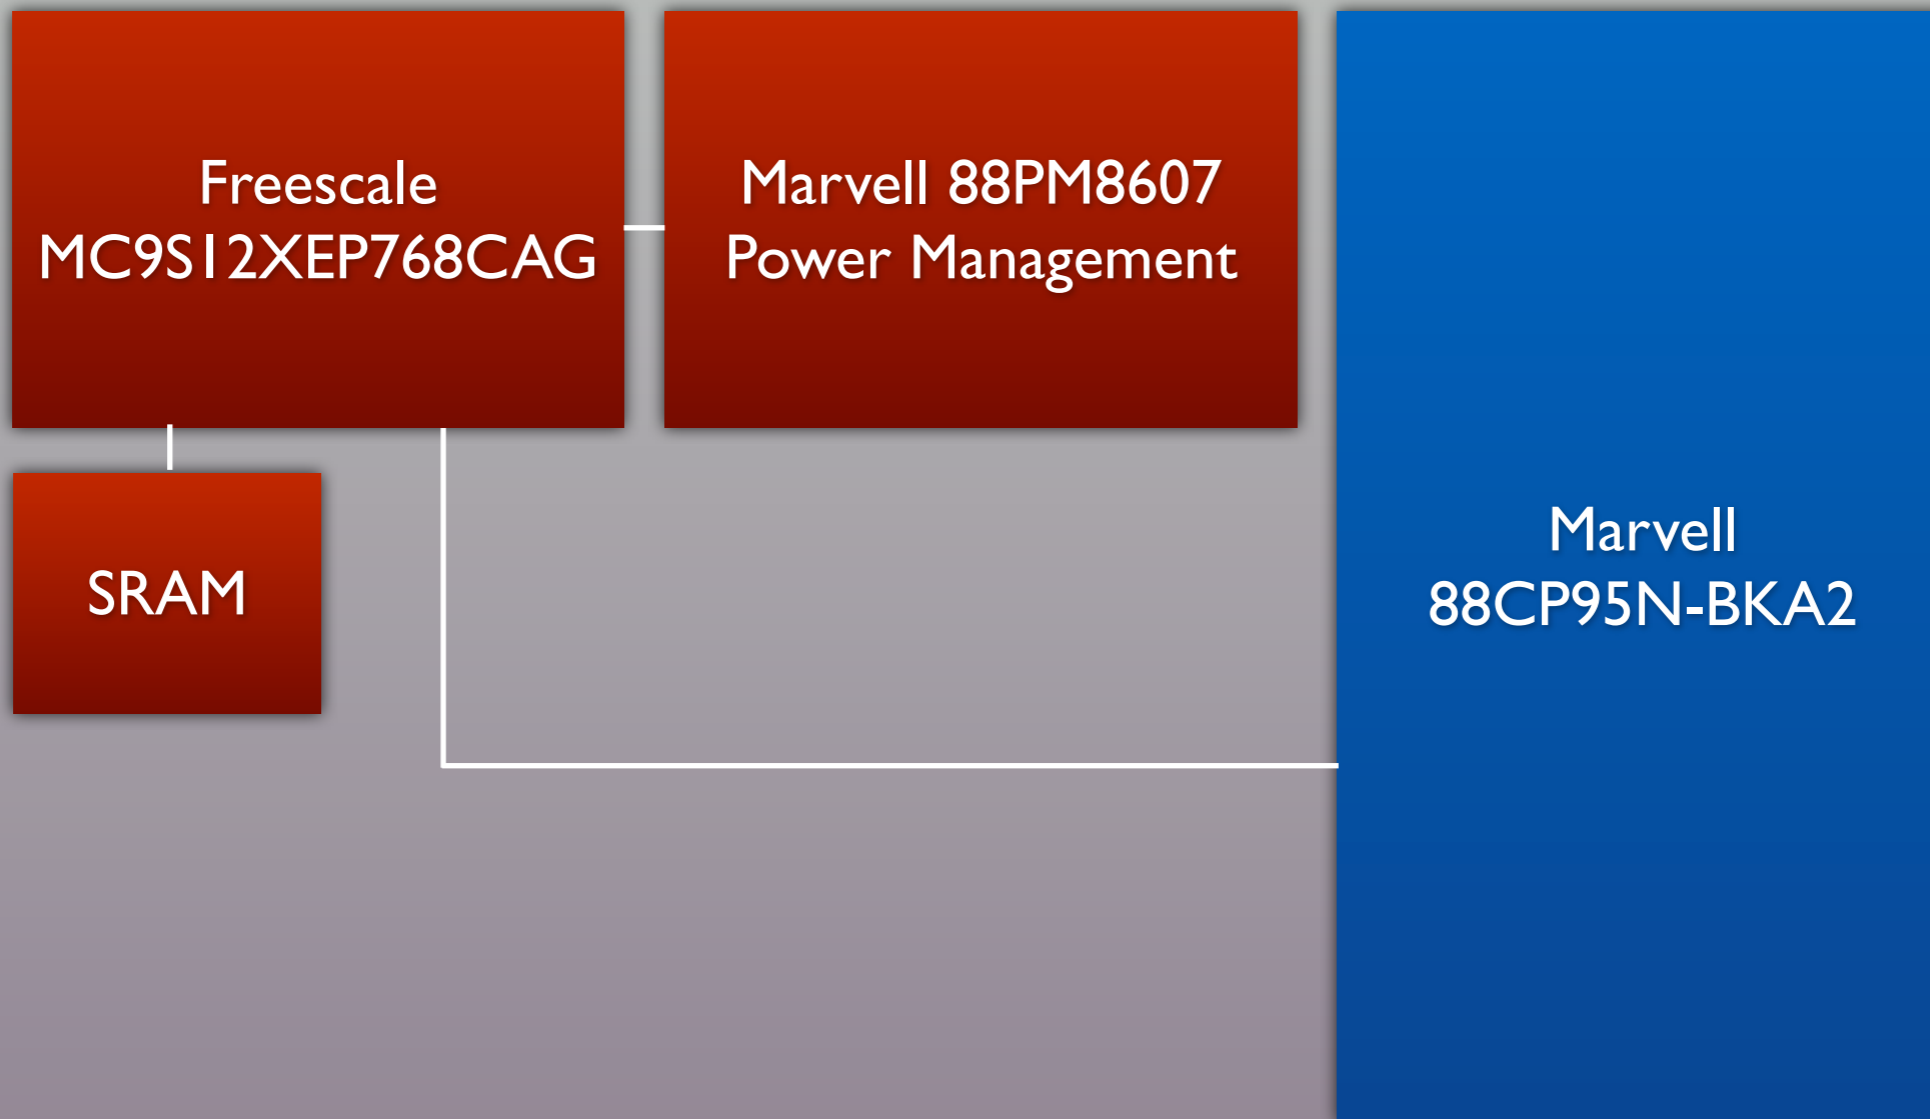 Freescale
MC9S12XEP768CAG
Marvell 88PM8607
Power Management
SRAM
Marvell
88CP95N-BKA2